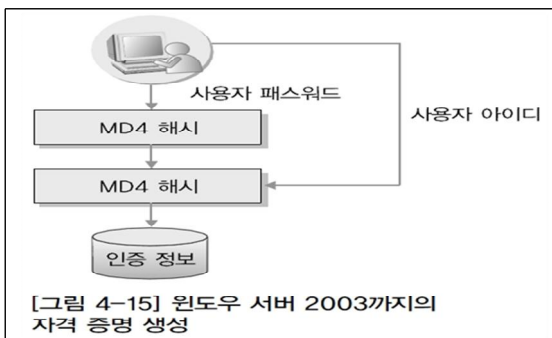 사용자 패스워드
사용자 아이디
MD4 해시
MD4 해시
인증 정보
[그림 4-15] 윈도우 서버 2003까지의
자격 증명 생성